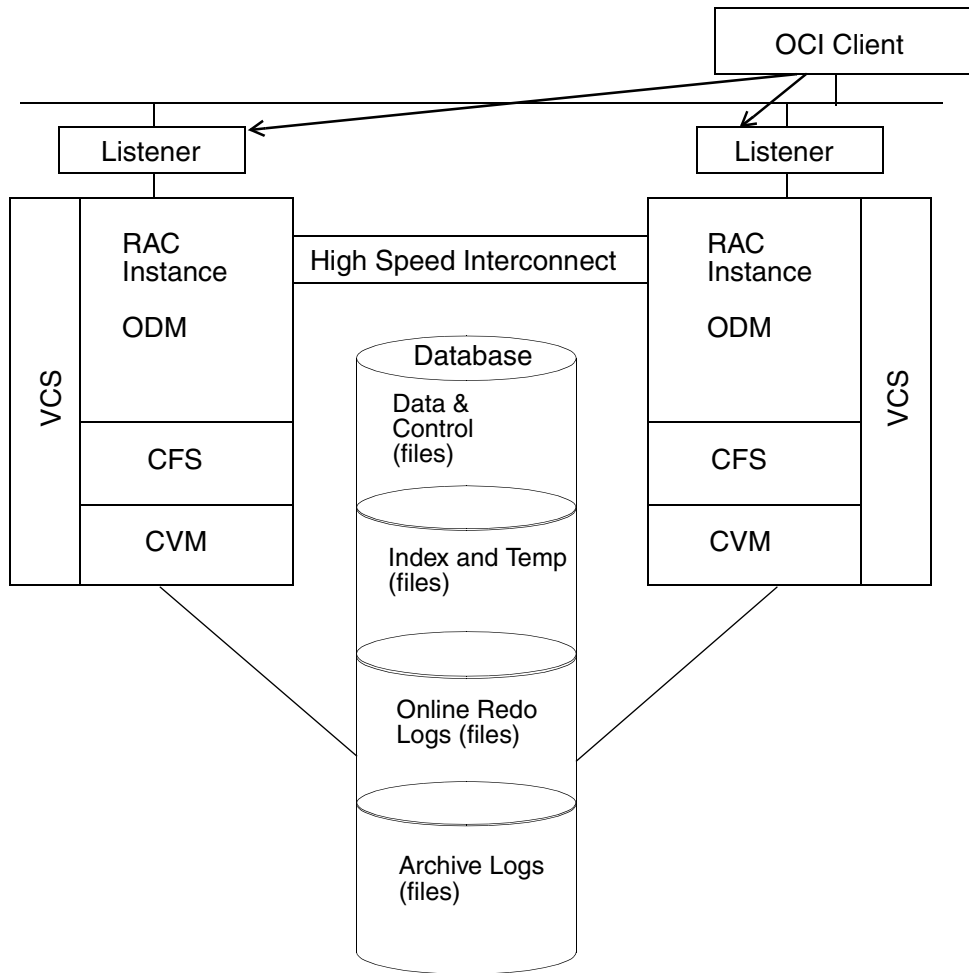 OCI Client
Listener
Listener
VCS
RAC
Instance
ODM
CFS
CVM
High Speed Interconnect
RAC
Instance
ODM
CFS
CVM
VCS
Database
Data &
Control
(files)
Index and Temp
(files)
Online Redo
Logs (files)
Archive Logs
(files)